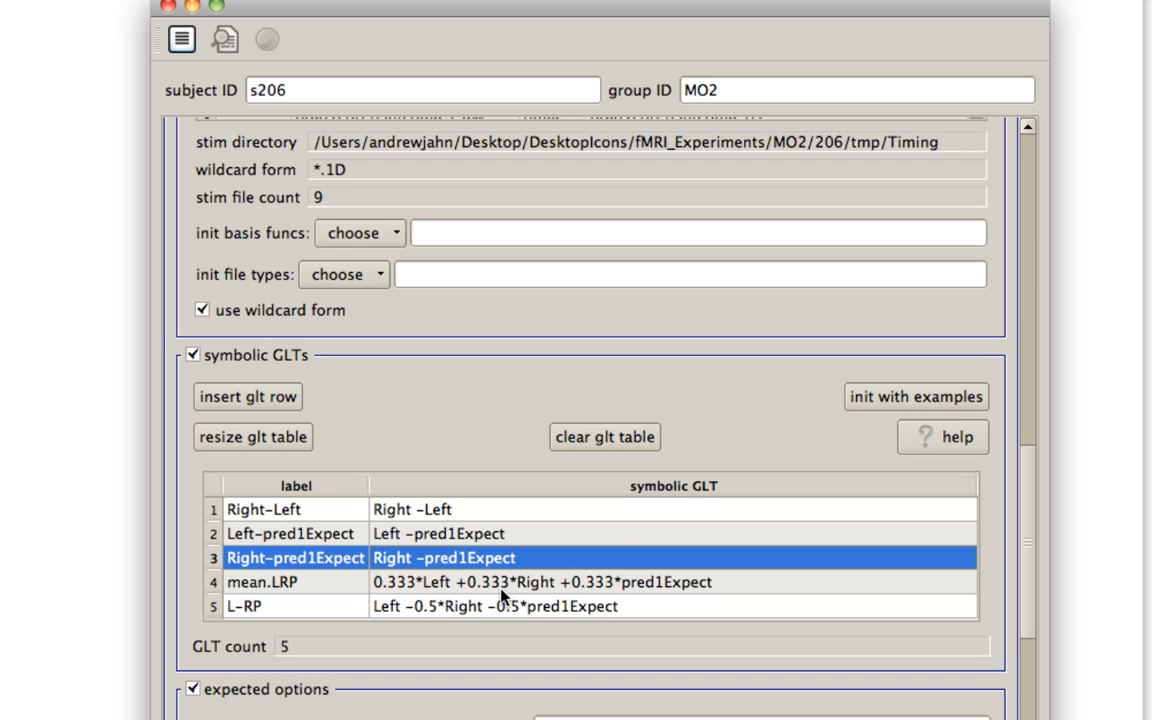 subject ID s206 group ID MO2
stim directory /Users/andrewjahn/Desktop/DesktopIcons/fMRI_Experiments/MO2/206/tmp/Timing
wildcard form *.1D
stim file count 9
init basis funcs: choose
init file types: choose
use wildcard form
symbolic GLTs
insert glt row init with examples
resize glt table clear glt table ? help
label symbolic GLT
1 Right-Left Right -Left
2 Left-pred1Expect Left -pred1Expect
3 Right-pred1Expect Right -pred1Expect
4 mean.LRP 0.333*Left +0.333*Right +0.333*pred1Expect
5 L-RP Left -0.5*Right -0.5*pred1Expect
GLT count 5
expected options